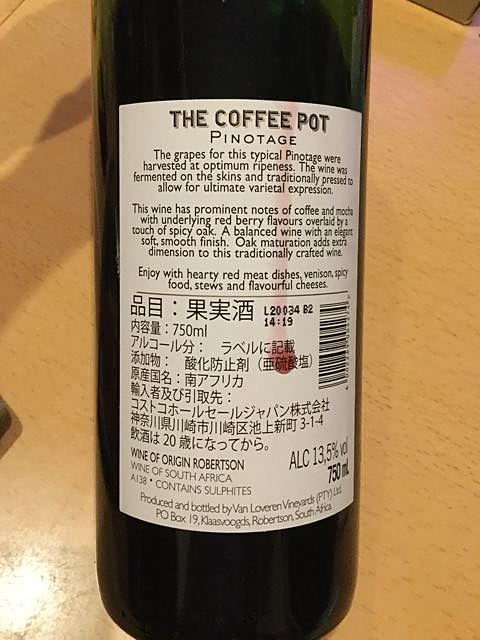 THE COFFEE POT
PINOTAGE
The grapes for this typical Pinotage were
harvested at optimum ripeness. The wine was
fermented on the skins and traditionally pressed to
allow for ultimate varietal expression.
This wine has prominent notes of coffee and mocha
with underlying red berry flavours overlaid by a
touch of spicy oak. A balanced wine with an elegant
soft, smooth finish. Oak maturation adds extra
dimension to this traditionally crafted wine.
Enjoy with hearty red meat dishes, venison, spicy
food, stews and flavourful cheeses.
品目：果実酒 L20034 B2
14:19
内容量：750ml
アルコール分： ラベルに記載
添加物： 酸化防止剤（亜硫酸塩）
原産国名：南アフリカ
輸入者及び引取先：
コストコホールセールジャパン株式会社
神奈川県川崎市川崎区池上新町 3-1-4
飲酒は 20 歳になってから。
WINE OF ORIGIN ROBERTSON
WINE OF SOUTH AFRICA
A138 • CONTAINS SULPHITES
ALC 13,5% vol
750 ml
Produced and bottled by Van Loveren Vineyards (PTY) Ltd.
PO Box 19, Klaasvoogds, Robertson, South Africa.